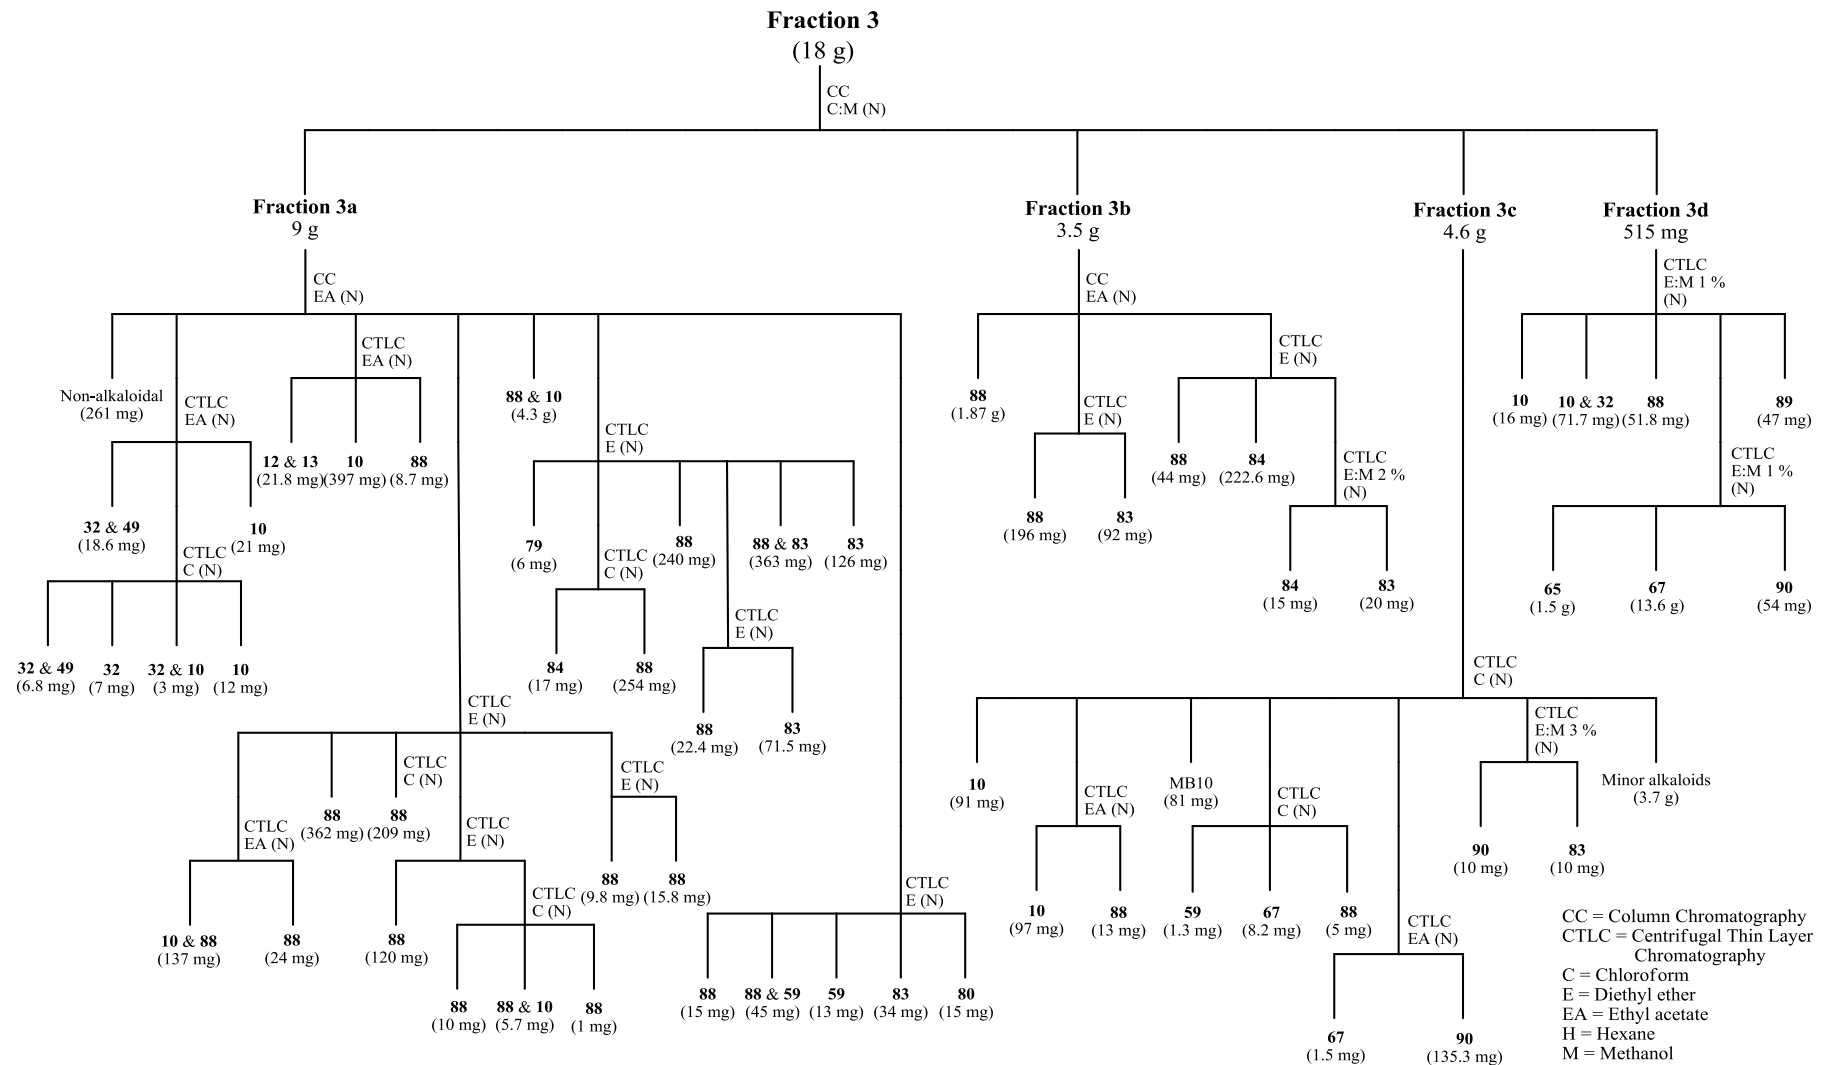 Fraction 3
(18 g)
CC
C:M (N)
Fraction 3a
9 g
Fraction 3b
3.5 g
Fraction 3c
4.6 g
Fraction 3d
515 mg
CC
EA (N)
Non-alkaloidal
(261 mg)
CTLC
EA (N)
32 & 49
(18.6 mg)
10
(21 mg)
CTLC
C (N)
32 & 49
(6.8 mg)
32
(7 mg)
32 & 10
(3 mg)
10
(12 mg)
CTLC
EA (N)
12 & 13
(21.8 mg)
10
(397 mg)
88
(8.7 mg)
88 & 10
(4.3 g)
CTLC
E (N)
79
(6 mg)
CTLC
C (N)
84
(17 mg)
88
(254 mg)
88
(240 mg)
CTLC
E (N)
88
(22.4 mg)
83
(71.5 mg)
88 & 83
(363 mg)
83
(126 mg)
CTLC
E (N)
CTLC
EA (N)
10 & 88
(137 mg)
88
(24 mg)
88
(362 mg)
CTLC
C (N)
88
(209 mg)
CTLC
E (N)
88
(120 mg)
CTLC
C (N)
88
(10 mg)
88 & 10
(5.7 mg)
88
(1 mg)
CTLC
E (N)
88
(9.8 mg)
88
(15.8 mg)
CTLC
E (N)
88
(15 mg)
88 & 59
(45 mg)
59
(13 mg)
83
(34 mg)
80
(15 mg)
CC
EA (N)
88
(1.87 g)
CTLC
E (N)
88
(196 mg)
83
(92 mg)
CTLC
E (N)
88
(44 mg)
84
(222.6 mg)
CTLC
E:M 2 %
(N)
84
(15 mg)
83
(20 mg)
CTLC
C (N)
10
(91 mg)
CTLC
EA (N)
10
(97 mg)
88
(13 mg)
MB10
(81 mg)
CTLC
C (N)
59
(1.3 mg)
67
(8.2 mg)
88
(5 mg)
CTLC
EA (N)
67
(1.5 mg)
90
(135.3 mg)
CTLC
E:M 3 %
(N)
90
(10 mg)
83
(10 mg)
Minor alkaloids
(3.7 g)
CTLC
E:M 1 %
(N)
10
(16 mg)
10 & 32
(71.7 mg)
88
(51.8 mg)
CTLC
E:M 1 %
(N)
65
(1.5 g)
67
(13.6 g)
90
(54 mg)
89
(47 mg)
CC = Column Chromatography
CTLC = Centrifugal Thin Layer
Chromatography
C = Chloroform
E = Diethyl ether
EA = Ethyl acetate
H = Hexane
M = Methanol